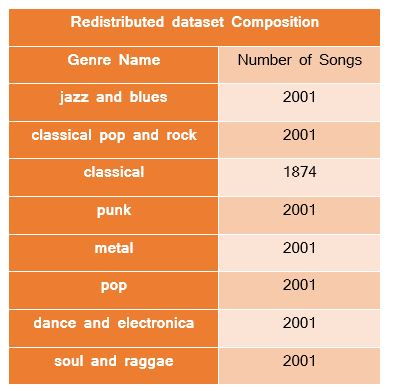 Redistributed dataset Composition
Genre Name Number of Songs
jazz and blues 2001
classical pop and rock 2001
classical 1874
punk 2001
metal 2001
pop 2001
dance and electronica 2001
soul and raggae 2001